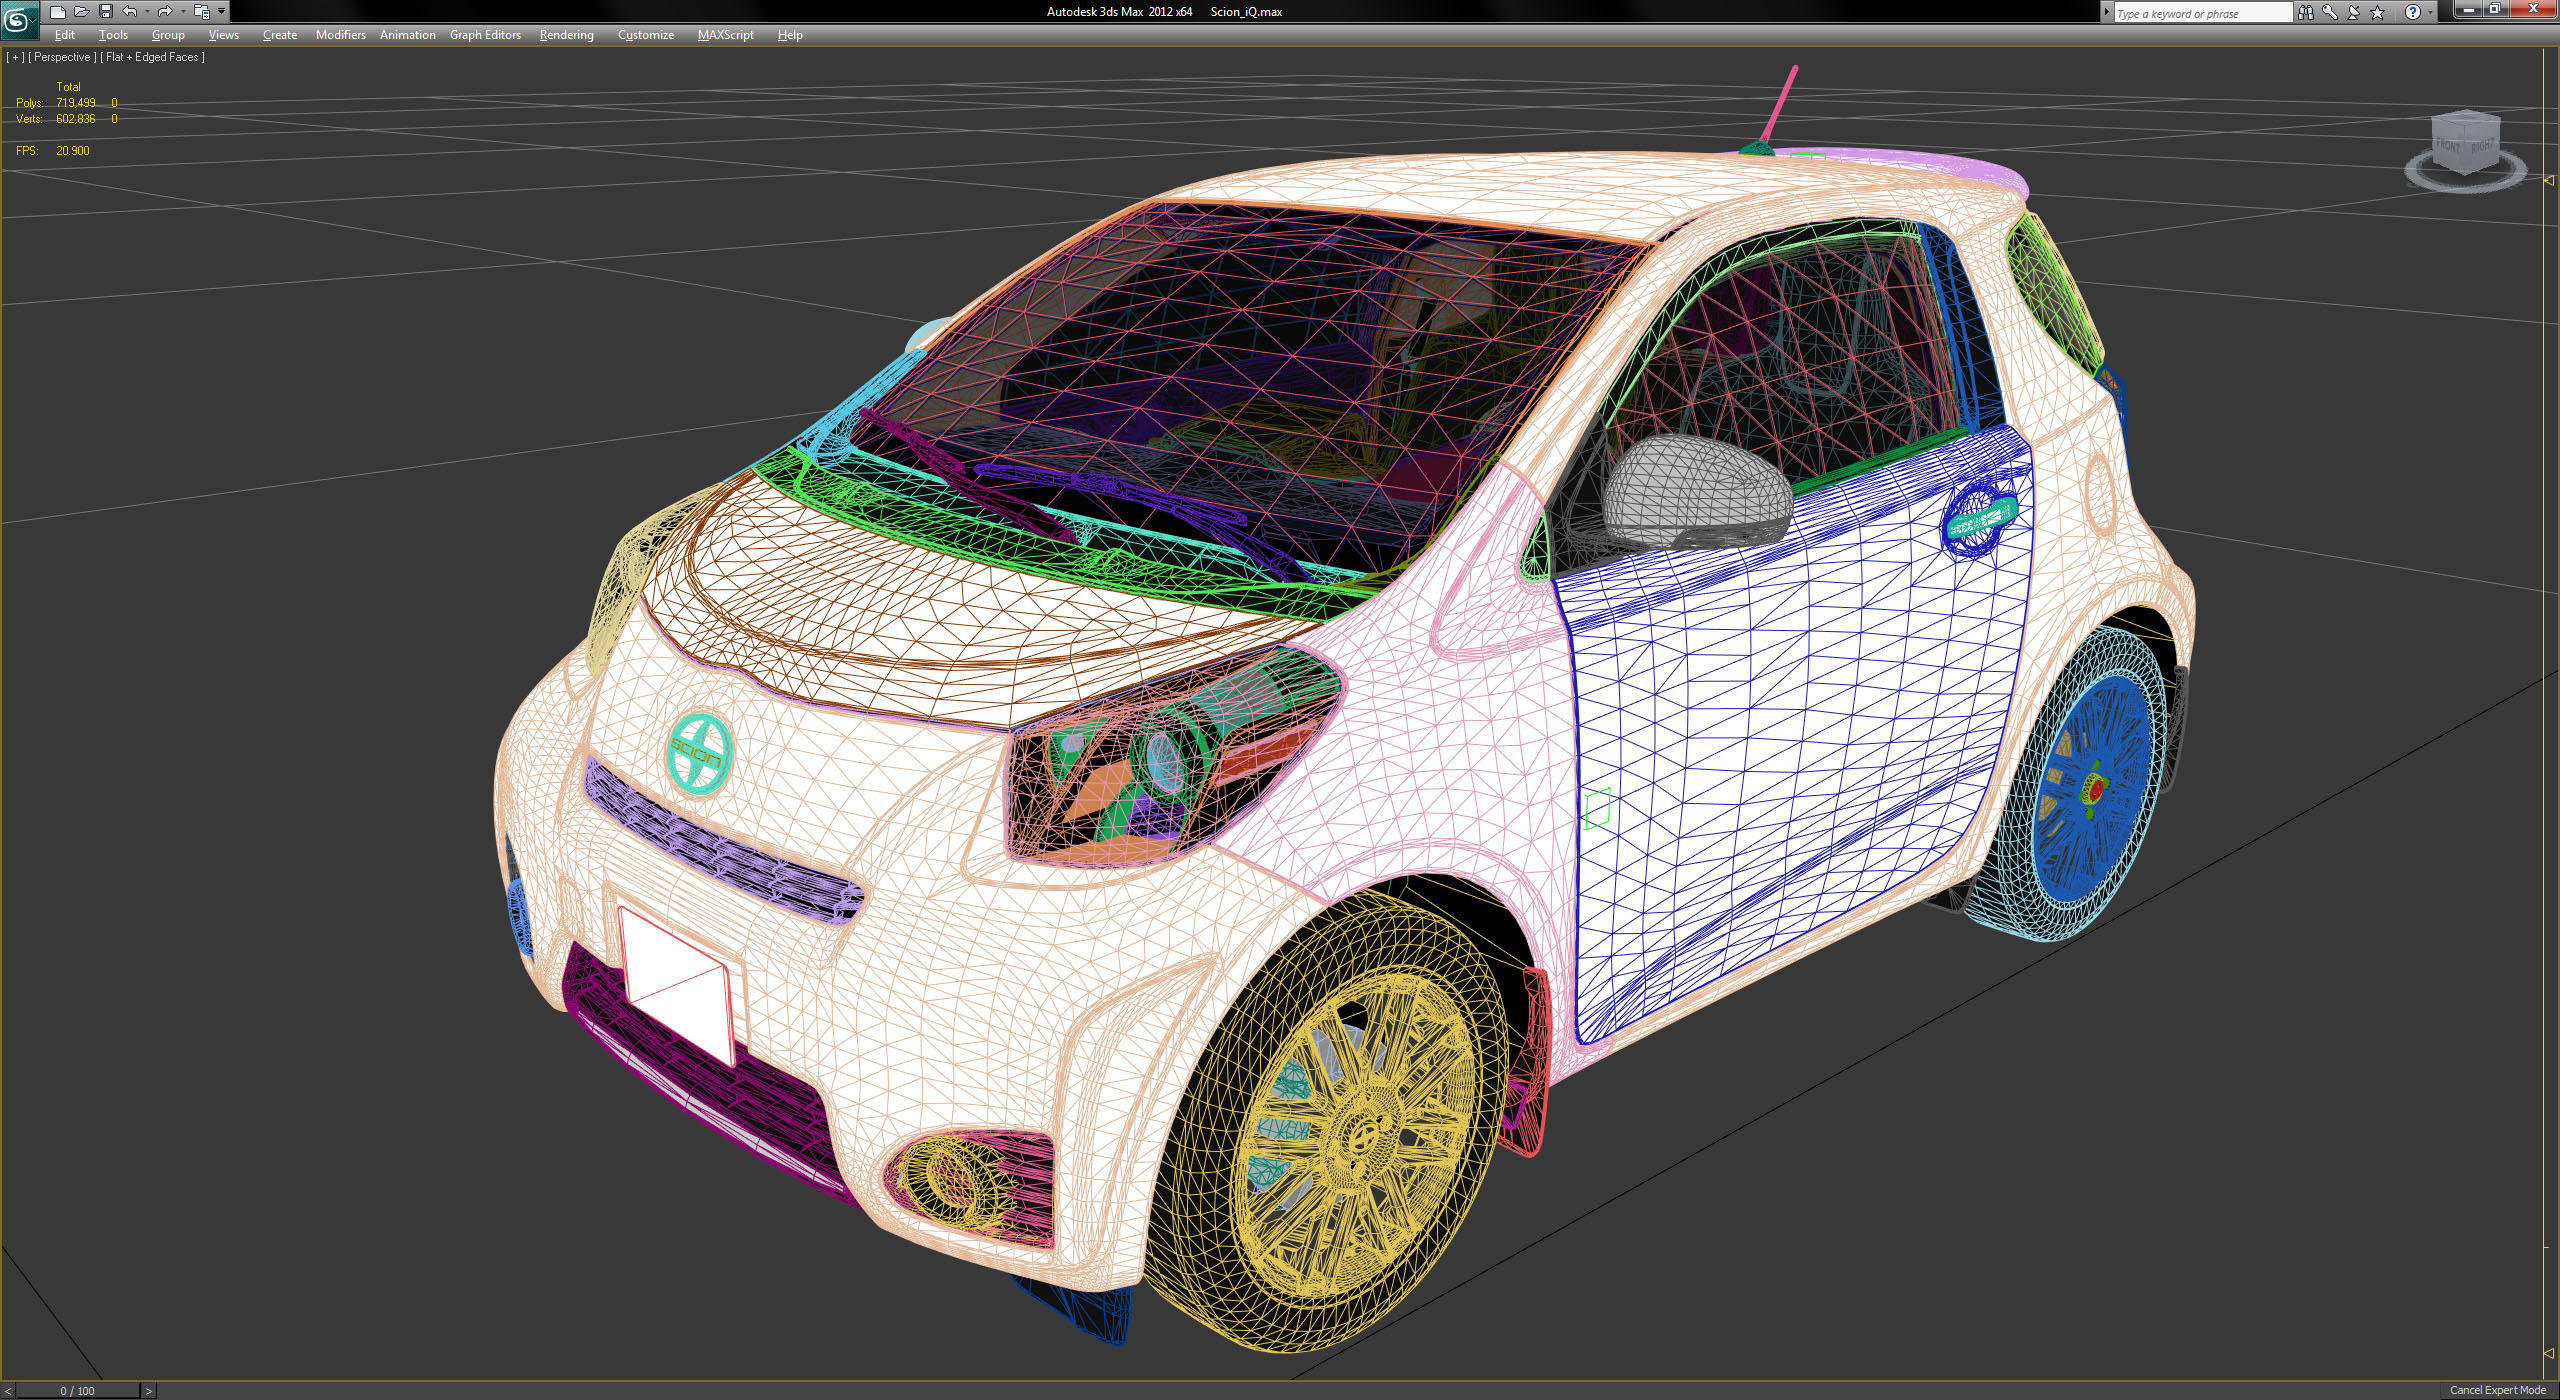 Autodesk 3ds Max 2012 x64 Scion_iQ.max
Type a keyword or phrase
Edit Tools Group Views Create Modifiers Animation Graph Editors Rendering Customize MAXScript Help
[ + ] [ Perspective ] [ Flat + Edged Faces ]
Total
Polys: 719,499 0
Verts: 602,836 0
FPS: 20.900
FRONT RIGHT
SCION
< 0 / 100 >
Cancel Expert Mode